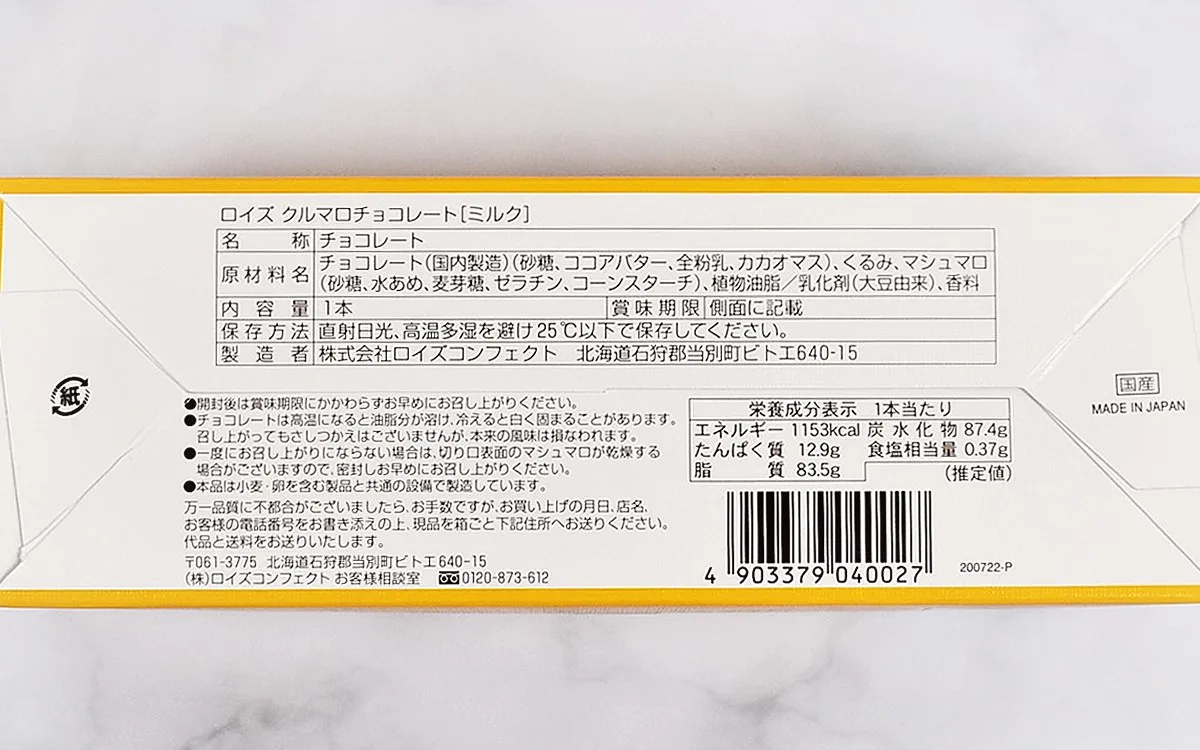 ロイズ クルマロチョコレート[ミルク]
名称 チョコレート
原材料名 チョコレート(国内製造)(砂糖、ココアバター、全粉乳、カカオマス)、くるみ、マシュマロ
(砂糖、水あめ、麦芽糖、ゼラチン、コーンスターチ)、植物油脂／乳化剤(大豆由来)、香料
内容量 1本 賞味期限 側面に記載
保存方法 直射日光、高温多湿を避け25℃以下で保存してください。
製造者 株式会社ロイズコンフェクト 北海道石狩郡当別町ビトエ640-15
紙
●開封後は賞味期限にかかわらずお早めにお召し上がりください。
●チョコレートは高温になると油脂分が溶け、冷えると白く固まることがあります。
召し上がってもさしつかえはございませんが、本来の風味は損なわれます。
●一度にお召し上がりにならない場合は、切り口表面のマシュマロが乾燥する
場合がございますので、密封しお早めにお召し上がりください。
●本品は小麦・卵を含む製品と共通の設備で製造しています。
万一品質に不都合がございましたら、お手数ですが、お買い上げの月日、店名、
お客様の電話番号をお書き添えの上、現品を箱ごと下記住所へお送りください。
代品と送料をお送りいたします。
〒061-3775 北海道石狩郡当別町ビトエ640-15
(株)ロイズコンフェクト お客様相談室 0120-873-612
栄養成分表示 1本当たり
エネルギー 1153kcal 炭水化物 87.4g
たんぱく質 12.9g 食塩相当量 0.37g
脂質 83.5g (推定値)
4 903379 040027
200722-P
国産
MADE IN JAPAN